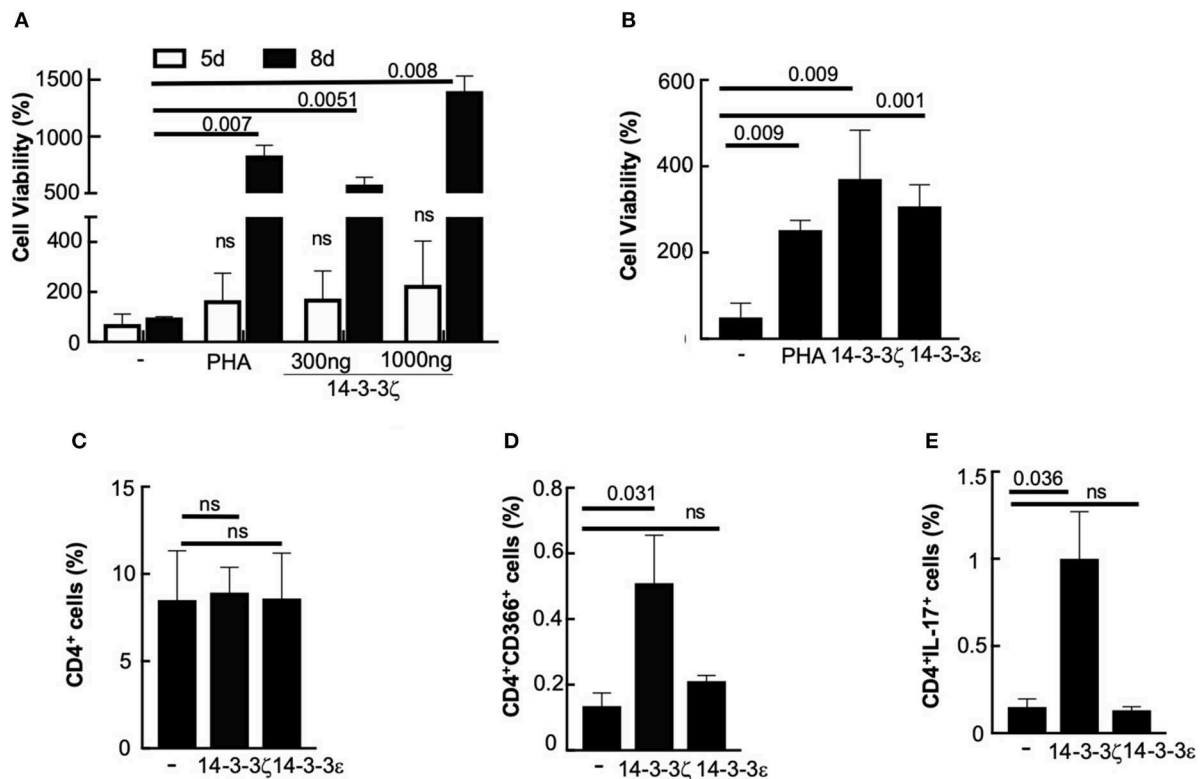 A
5d 8d
0.008
0.0051
0.007
Cell Viability (%)
1500
1000
500
400
200
0
ns
ns
ns
-
PHA
300ng
1000ng
14-3-3ζ
B
Cell Viability (%)
600
400
200
0.009
0.001
0.009
-
PHA
14-3-3ζ
14-3-3ε
C
CD4⁺ cells (%)
15
10
5
0
ns
ns
-
14-3-3ζ
14-3-3ε
D
CD4⁺CD366⁺ cells (%)
0.8
0.6
0.4
0.2
0
0.031
ns
-
14-3-3ζ
14-3-3ε
E
CD4⁺IL-17⁺ cells (%)
1.5
1
0.5
0
0.036
ns
-
14-3-3ζ
14-3-3ε